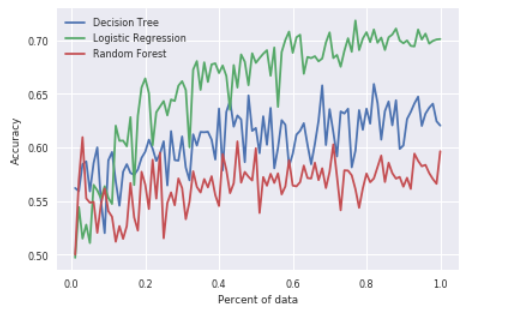 Decision Tree
Logistic Regression
Random Forest
0.70
0.65
0.60
0.55
0.50
Accuracy
0.0 0.2 0.4 0.6 0.8 1.0
Percent of data